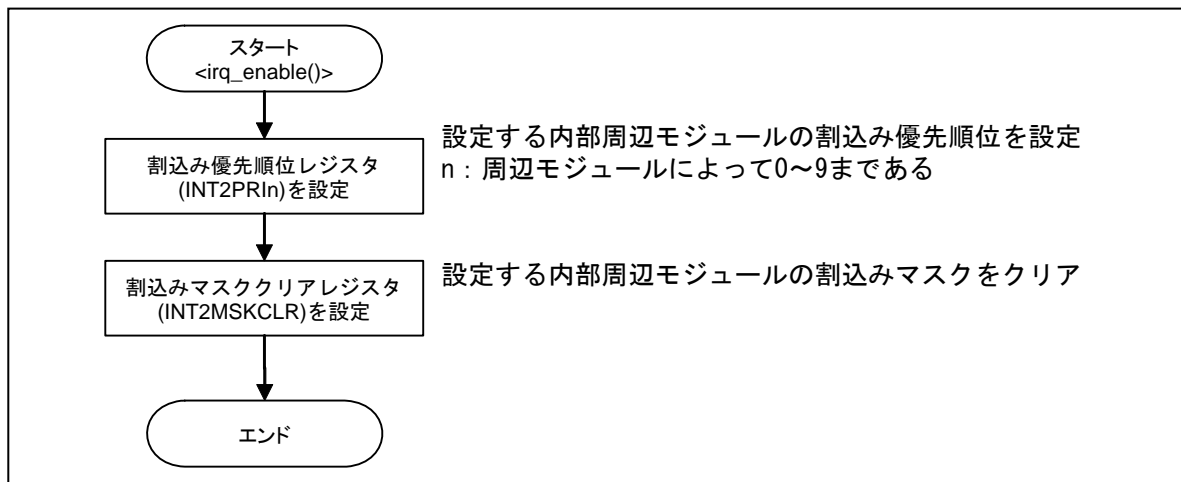 スタート
<irq_enable()>
割込み優先順位レジスタ
(INT2PRIn)を設定
設定する内部周辺モジュールの割込み優先順位を設定
n：周辺モジュールによって0～9まである
割込みマスククリアレジスタ
(INT2MSKCLR)を設定
設定する内部周辺モジュールの割込みマスクをクリア
エンド